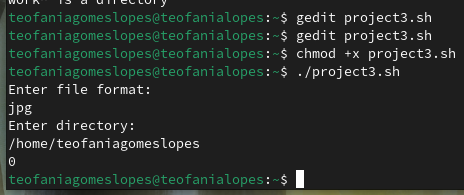 work" is a directory
teofaniagomeslopes@teofanialopes:~$ gedit project3.sh
teofaniagomeslopes@teofanialopes:~$ gedit project3.sh
teofaniagomeslopes@teofanialopes:~$ chmod +x project3.sh
teofaniagomeslopes@teofanialopes:~$ ./project3.sh
Enter file format:
jpg
Enter directory:
/home/teofaniagomeslopes
0
teofaniagomeslopes@teofanialopes:~$